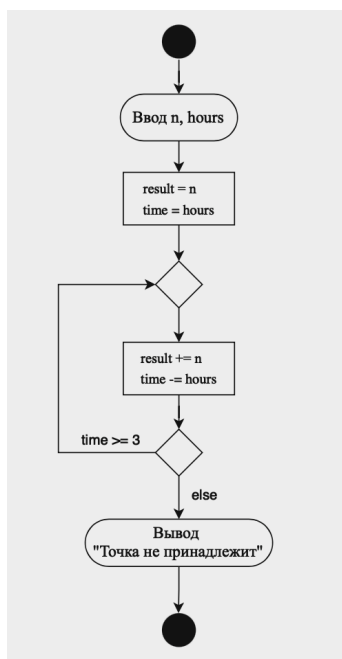 Ввод n, hours
result = n
time = hours
result += n
time -= hours
time >= 3
else
Вывод
"Точка не принадлежит"